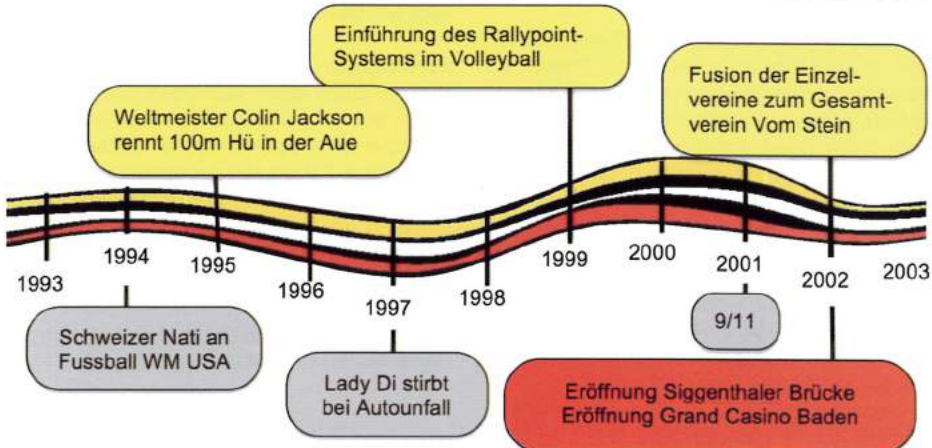 Einführung des Rallypoint-
Systems im Volleyball
Fusion der Einzel-
vereine zum Gesamt-
verein Vom Stein
Weltmeister Colin Jackson
rennt 100m Hü in der Aue
1993
1994
1995
1996
1997
1998
1999
2000
2001
2002
2003
Schweizer Nati an
Fussball WM USA
Lady Di stirbt
bei Autounfall
9/11
Eröffnung Siggenthaler Brücke
Eröffnung Grand Casino Baden